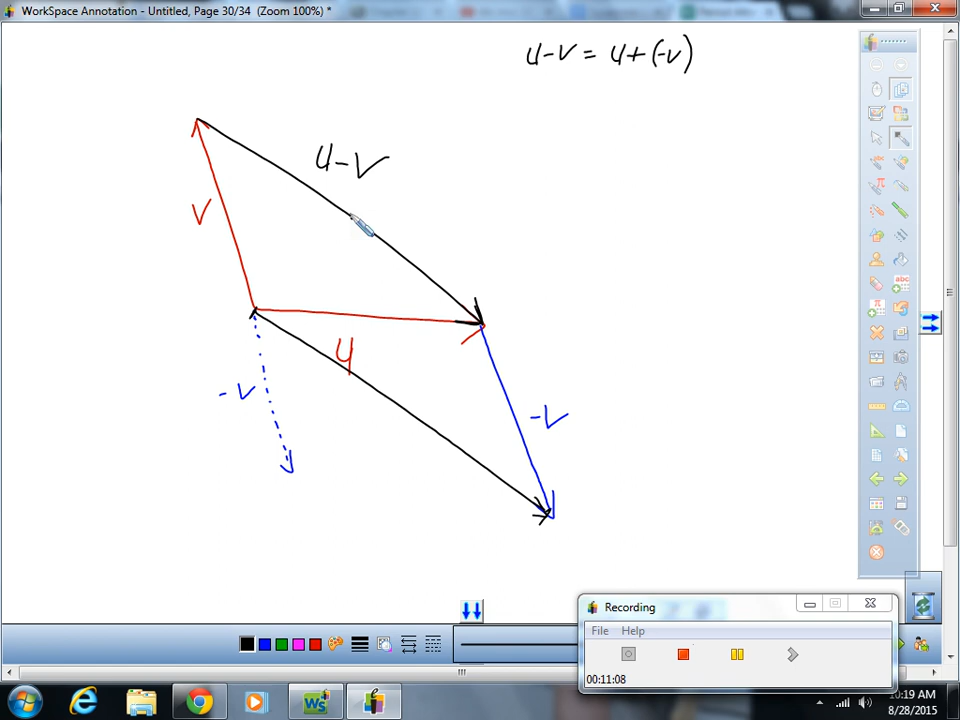 WorkSpace Annotation - Untitled, Page 30/34 (Zoom 100%) *
u-v = u+(-v)
u-v
v
u
-v
-v
Recording
File Help
00:11:08
10:19 AM
8/28/2015